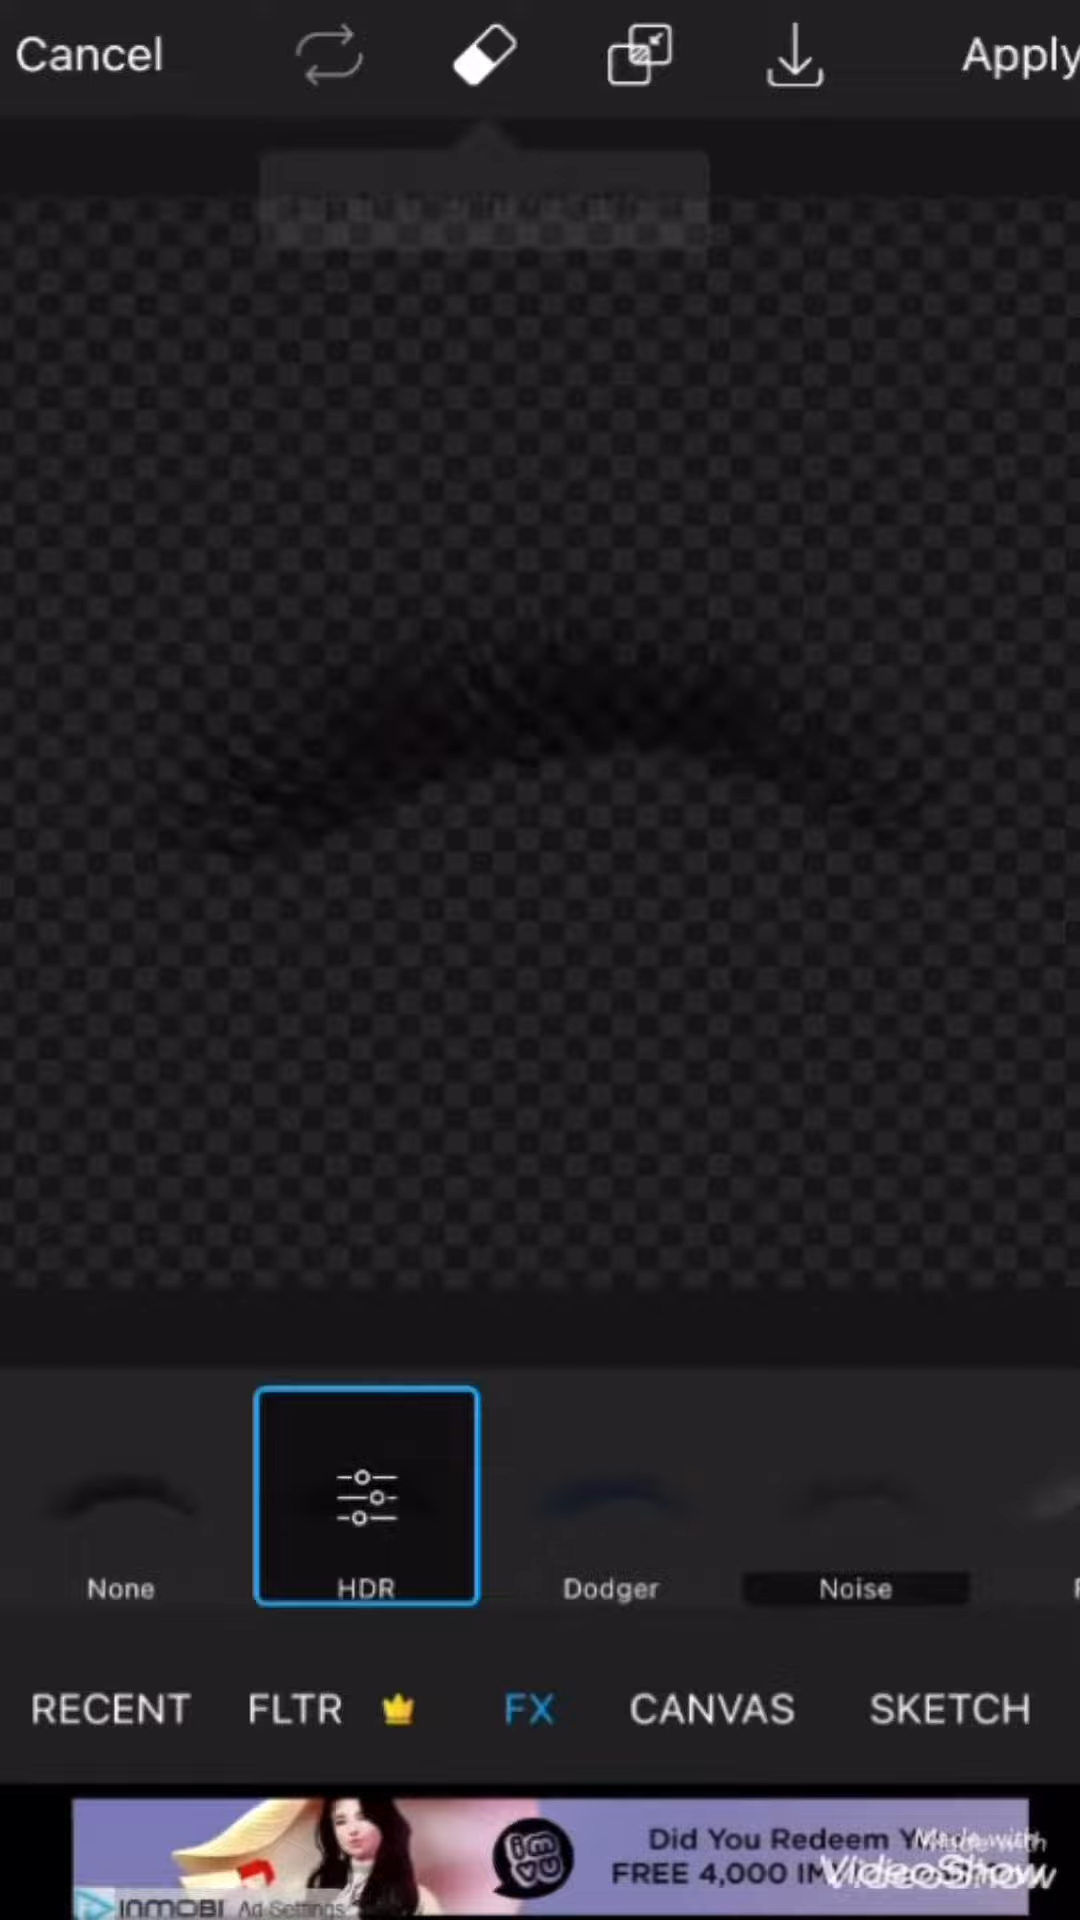 Cancel
Apply
None
HDR
Dodger
Noise
RECENT
FLTR
FX
CANVAS
SKETCH
imvu
Did You Redeem
FREE 4,000
Made with
VideoShow
INMOBI Ad Settings